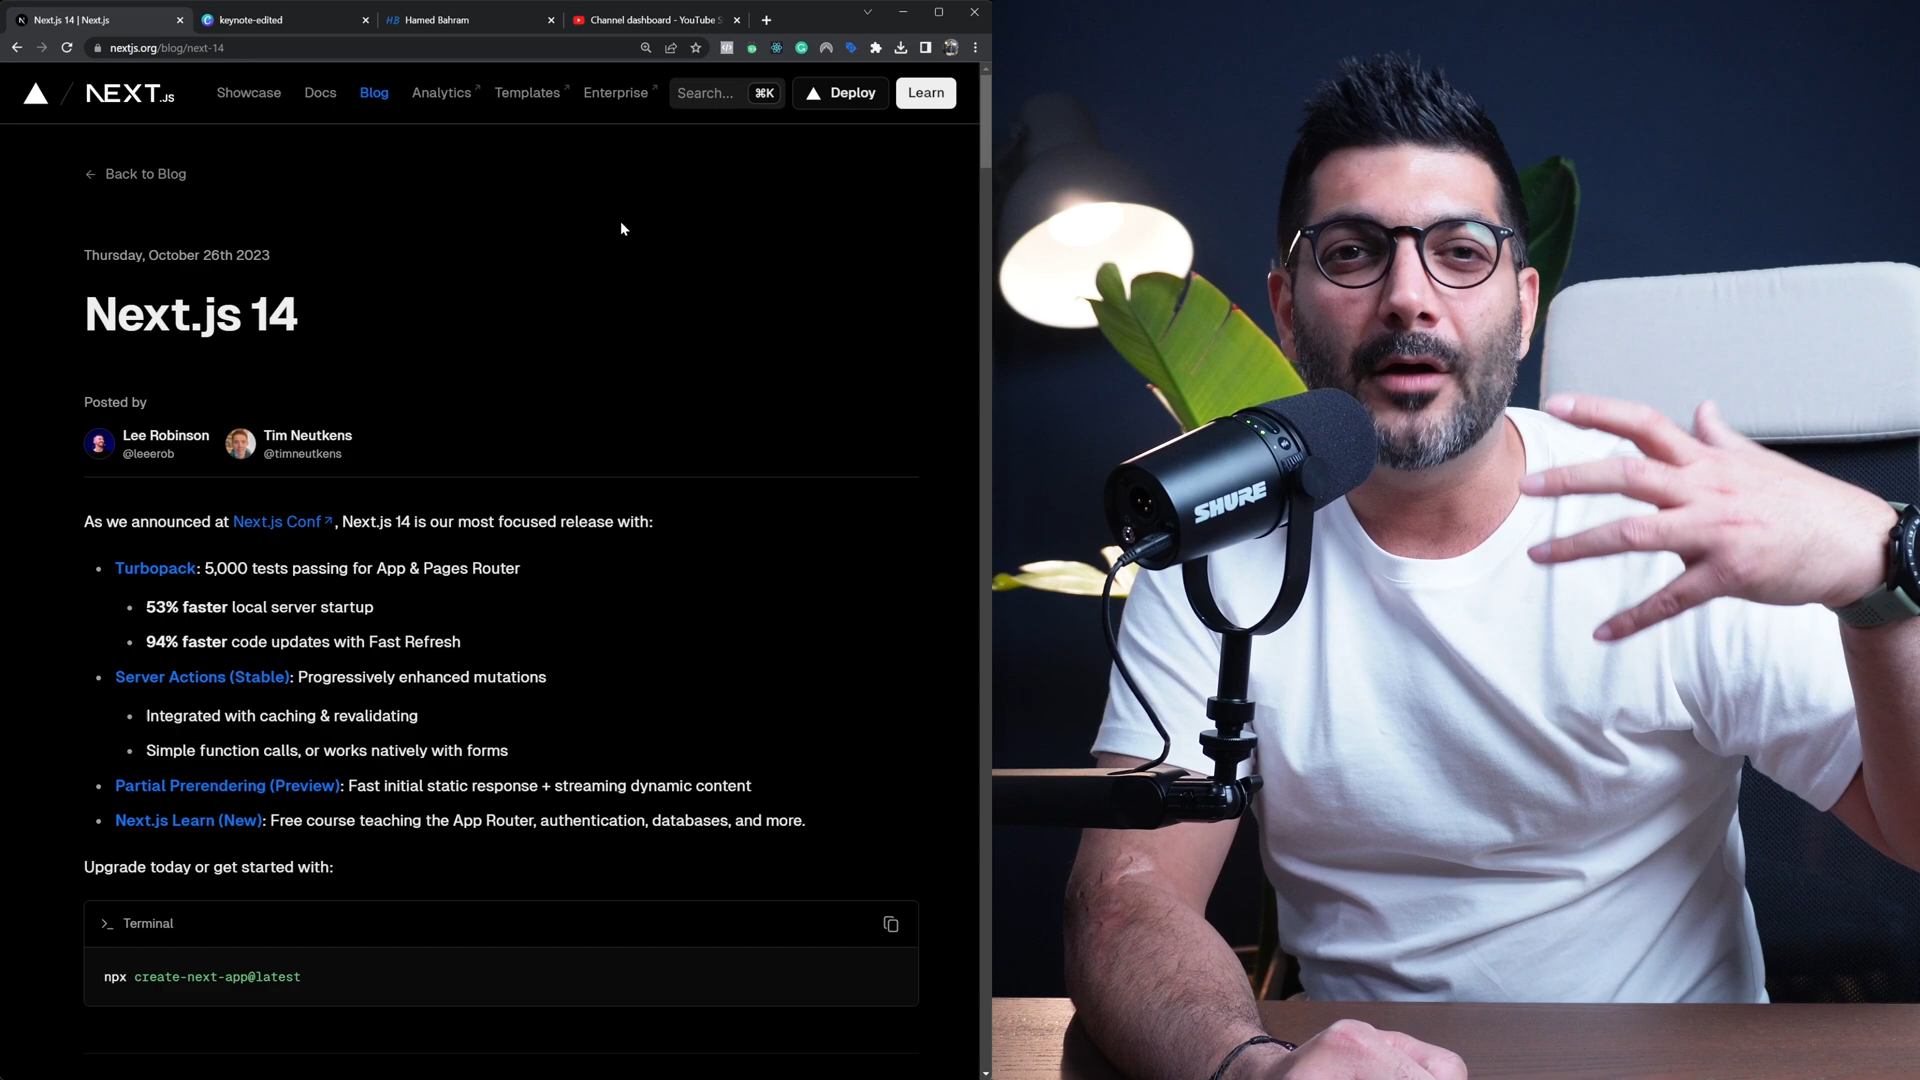 Next.js 14 | Next.js
keynote-edited
HB Hamed Bahram
Channel dashboard - YouTube S
nextjs.org/blog/next-14
NEXT.JS
Showcase
Docs
Blog
Analytics
Templates
Enterprise
Search...
⌘K
Deploy
Learn
← Back to Blog
Thursday, October 26th 2023
Next.js 14
Posted by
Lee Robinson
@leeerob
Tim Neutkens
@timneutkens
As we announced at Next.js Conf↗, Next.js 14 is our most focused release with:
• Turbopack: 5,000 tests passing for App & Pages Router
• 53% faster local server startup
• 94% faster code updates with Fast Refresh
• Server Actions (Stable): Progressively enhanced mutations
• Integrated with caching & revalidating
• Simple function calls, or works natively with forms
• Partial Prerendering (Preview): Fast initial static response + streaming dynamic content
• Next.js Learn (New): Free course teaching the App Router, authentication, databases, and more.
Upgrade today or get started with:
>_ Terminal
npx create-next-app@latest
SHURE